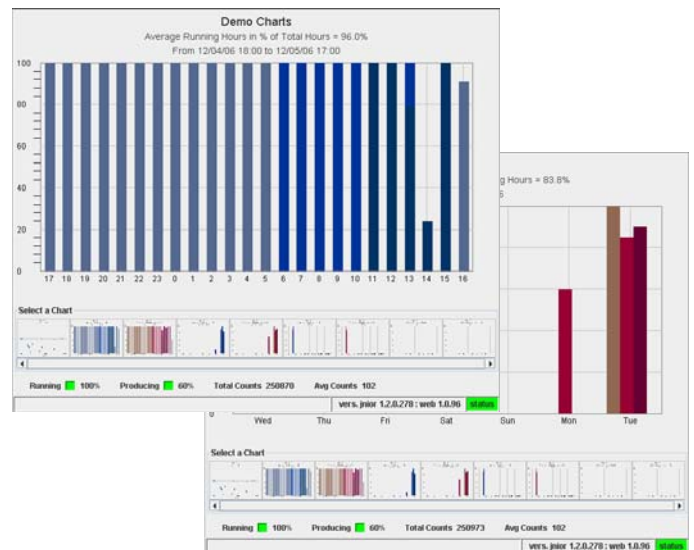 Demo Charts
Average Running Hours in % of Total Hours = 96.0%
From 12/04/06 18:00 to 12/05/06 17:00
100
80
60
40
20
0
17 18 19 20 21 22 23 0 1 2 3 4 5 6 7 8 9 10 11 12 13 14 15 16
Select a Chart
Running 100% Producing 60% Total Counts 250870 Avg Counts 102
vers. jnior 1.2.0.278 : web 1.0.96 status
g Hours = 83.8%
6
0
Wed Thu Fri Sat Sun Mon Tue
Select a Chart
Running 100% Producing 60% Total Counts 250973 Avg Counts 102
vers. jnior 1.2.0.278 : web 1.0.96 status